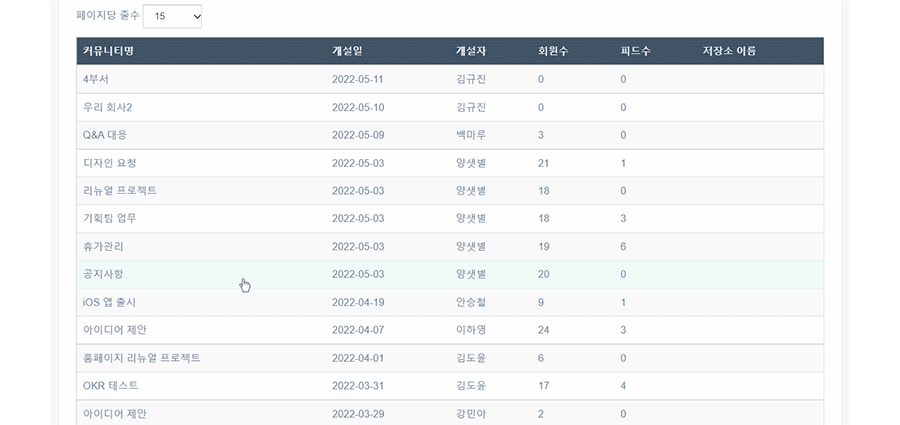 페이지당 줄수 15
커뮤니티명 개설일 개설자 회원수 피드수 저장소 이름
4부서 2022-05-11 김규진 0 0
우리 회사2 2022-05-10 김규진 0 0
Q&A 대응 2022-05-09 백마루 3 0
디자인 요청 2022-05-03 양샛별 21 1
리뉴얼 프로젝트 2022-05-03 양샛별 18 0
기획팀 업무 2022-05-03 양샛별 18 3
휴가관리 2022-05-03 양샛별 19 6
공지사항 2022-05-03 양샛별 20 0
iOS 앱 출시 2022-04-19 안승철 9 1
아이디어 제안 2022-04-07 이하영 24 3
홈페이지 리뉴얼 프로젝트 2022-04-01 김도윤 6 0
OKR 테스트 2022-03-31 김도윤 17 4
아이디어 제안 2022-03-29 강민아 2 0